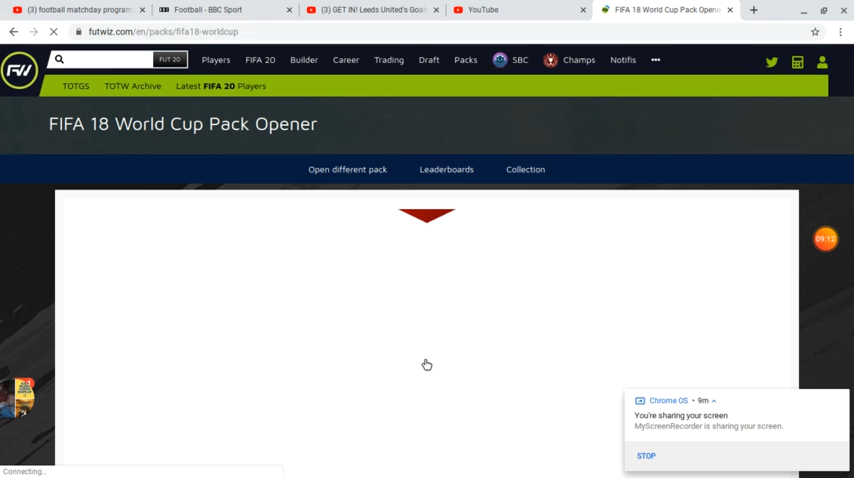 (3) football matchday program
Football - BBC Sport
(3) GET IN! Leeds United's Goal
YouTube
FIFA 18 World Cup Pack Opene
futwiz.com/en/packs/fifa18-worldcup
FW
FUT 20
Players
FIFA 20
Builder
Career
Trading
Draft
Packs
SBC
Champs
Notifis
TOTGS
TOTW Archive
Latest FIFA 20 Players
FIFA 18 World Cup Pack Opener
Open different pack
Leaderboards
Collection
09:12
Chrome OS • 9m
You're sharing your screen
MyScreenRecorder is sharing your screen.
STOP
Connecting...